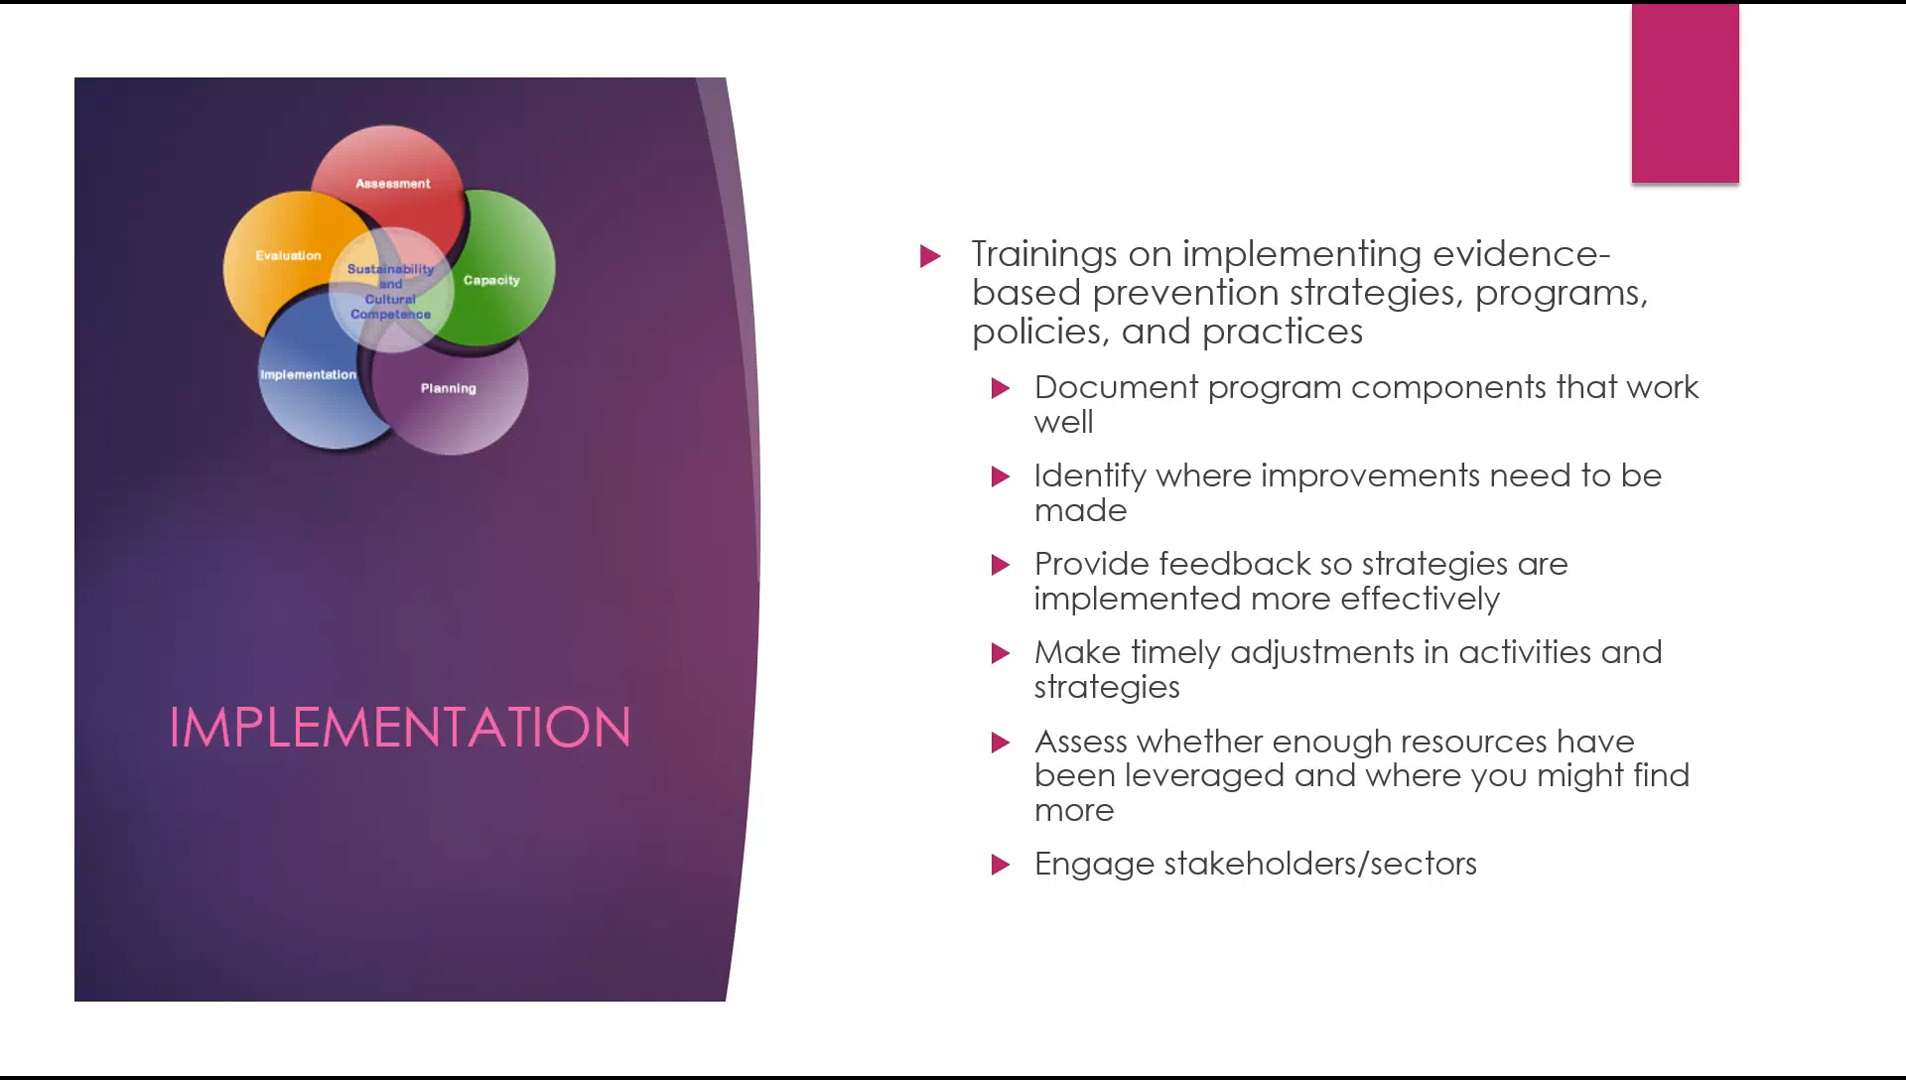 Assessment
Evaluation
Capacity
Sustainability
and
Cultural
Competence
Implementation
Planning
IMPLEMENTATION
Trainings on implementing evidence-
based prevention strategies, programs,
policies, and practices
Document program components that work
well
Identify where improvements need to be
made
Provide feedback so strategies are
implemented more effectively
Make timely adjustments in activities and
strategies
Assess whether enough resources have
been leveraged and where you might find
more
Engage stakeholders/sectors